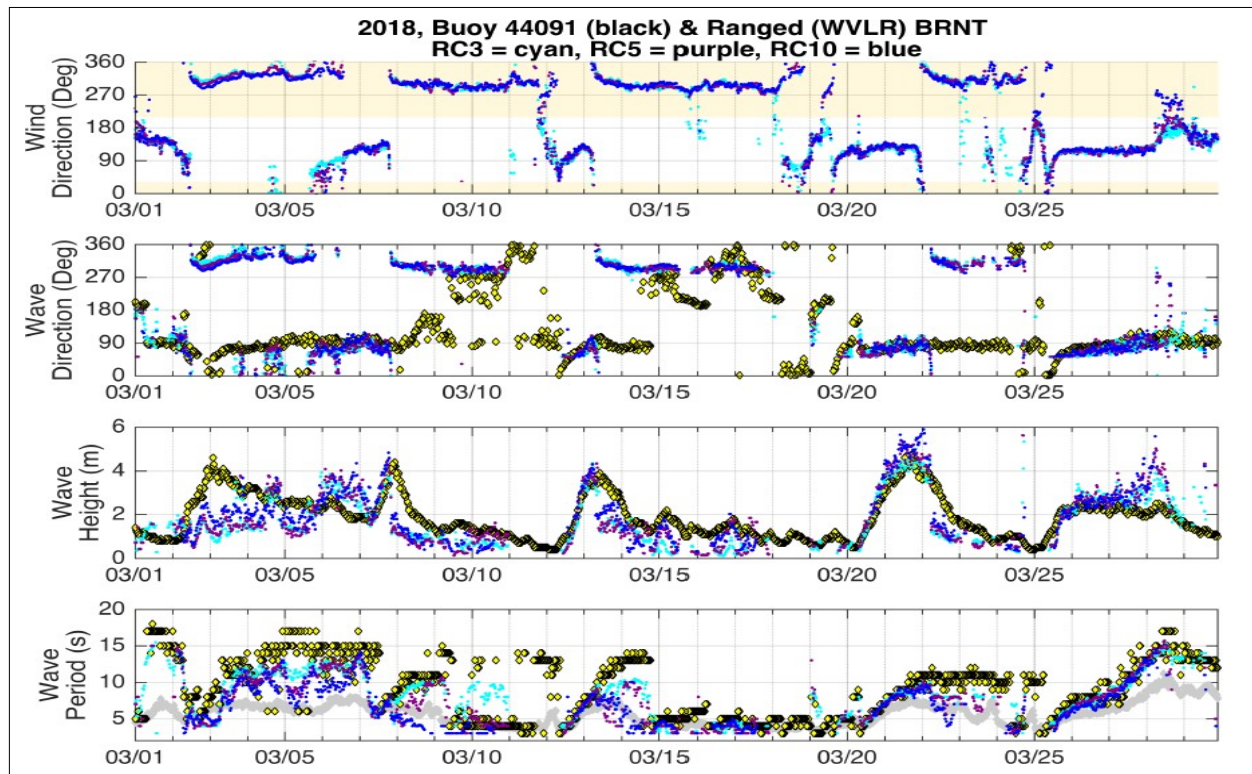 2018, Buoy 44091 (black) & Ranged (WVLR) BRNT
RC3 = cyan, RC5 = purple, RC10 = blue
Wind
Direction (Deg)
360
270
180
90
0
03/01 03/05 03/10 03/15 03/20 03/25
Wave
Direction (Deg)
360
270
180
90
0
03/01 03/05 03/10 03/15 03/20 03/25
Wave
Height (m)
6
4
2
0
03/01 03/05 03/10 03/15 03/20 03/25
Wave
Period (s)
20
15
10
5
03/01 03/05 03/10 03/15 03/20 03/25